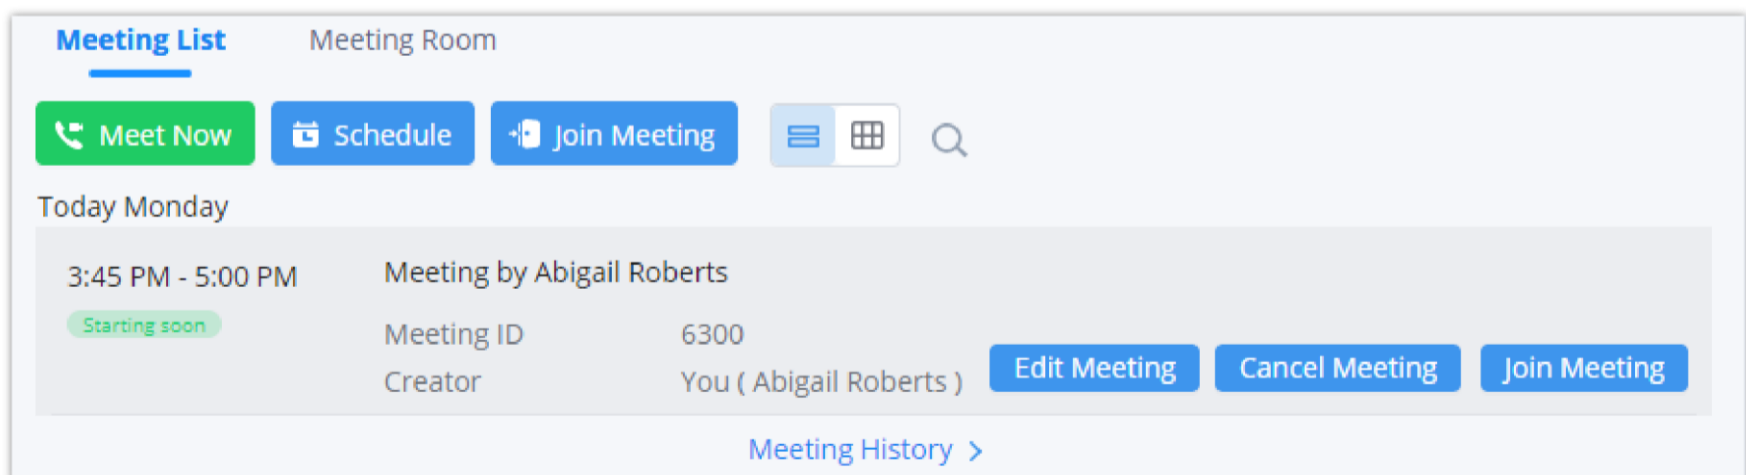 Meeting List Meeting Room
Meet Now Schedule Join Meeting
Today Monday
3:45 PM - 5:00 PM Meeting by Abigail Roberts
Starting soon
Meeting ID 6300
Creator You ( Abigail Roberts ) Edit Meeting Cancel Meeting Join Meeting
Meeting History >